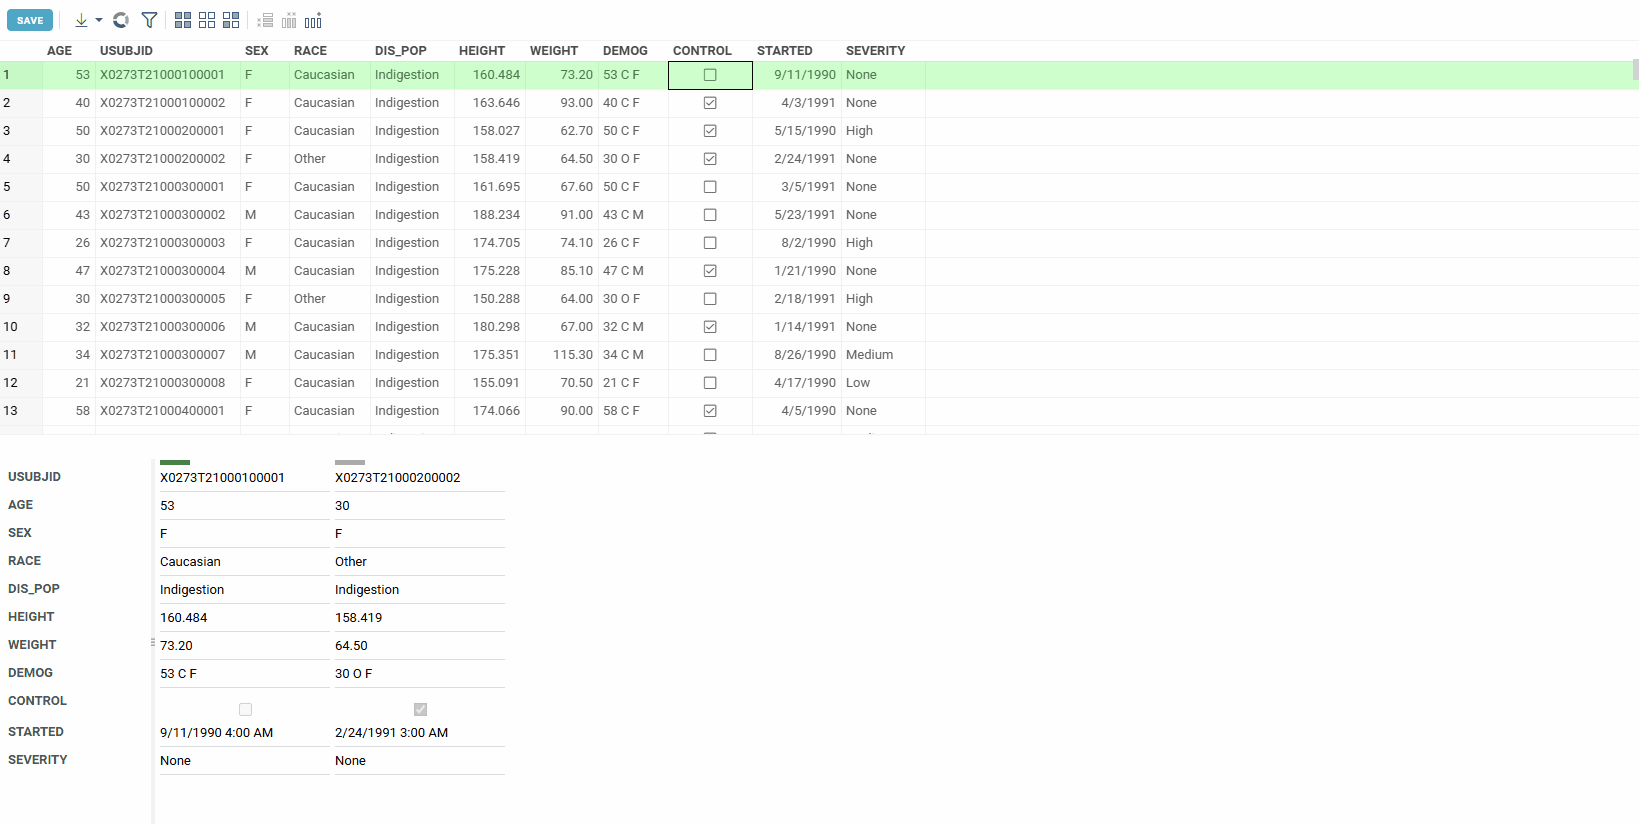 SAVE
AGE USUBJID SEX RACE DIS_POP HEIGHT WEIGHT DEMOG CONTROL STARTED SEVERITY
1 53 X0273T21000100001 F Caucasian Indigestion 160.484 73.20 53 C F 9/11/1990 None
2 40 X0273T21000100002 F Caucasian Indigestion 163.646 93.00 40 C F 4/3/1991 None
3 50 X0273T21000200001 F Caucasian Indigestion 158.027 62.70 50 C F 5/15/1990 High
4 30 X0273T21000200002 F Other Indigestion 158.419 64.50 30 O F 2/24/1991 None
5 50 X0273T21000300001 F Caucasian Indigestion 161.695 67.60 50 C F 3/5/1991 None
6 43 X0273T21000300002 M Caucasian Indigestion 188.234 91.00 43 C M 5/23/1991 None
7 26 X0273T21000300003 F Caucasian Indigestion 174.705 74.10 26 C F 8/2/1990 High
8 47 X0273T21000300004 M Caucasian Indigestion 175.228 85.10 47 C M 1/21/1990 None
9 30 X0273T21000300005 F Other Indigestion 150.288 64.00 30 O F 2/18/1991 High
10 32 X0273T21000300006 M Caucasian Indigestion 180.298 67.00 32 C M 1/14/1991 None
11 34 X0273T21000300007 M Caucasian Indigestion 175.351 115.30 34 C M 8/26/1990 Medium
12 21 X0273T21000300008 F Caucasian Indigestion 155.091 70.50 21 C F 4/17/1990 Low
13 58 X0273T21000400001 F Caucasian Indigestion 174.066 90.00 58 C F 4/5/1990 None
USUBJID X0273T21000100001 X0273T21000200002
AGE 53 30
SEX F F
RACE Caucasian Other
DIS_POP Indigestion Indigestion
HEIGHT 160.484 158.419
WEIGHT 73.20 64.50
DEMOG 53 C F 30 O F
CONTROL
STARTED 9/11/1990 4:00 AM 2/24/1991 3:00 AM
SEVERITY None None